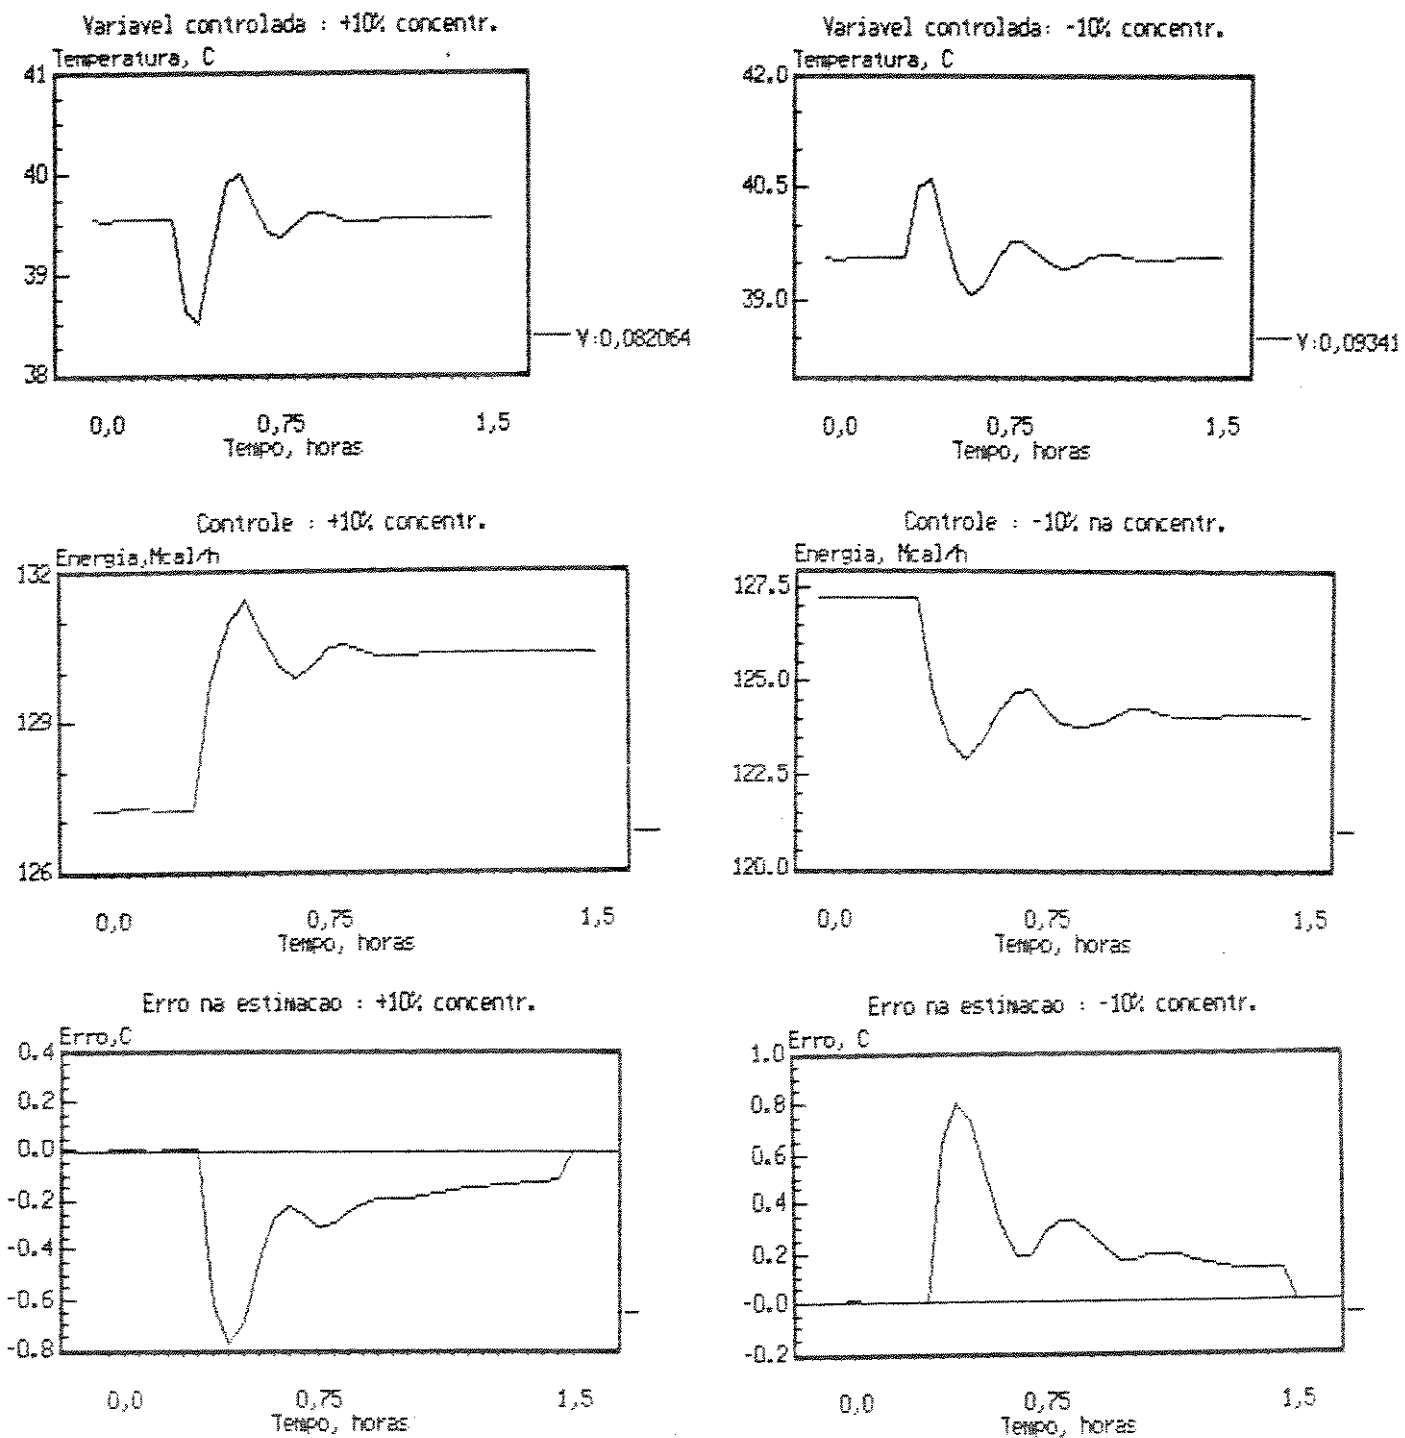 Variavel controlada : +10% concentr.
Temperatura, C
41
40
39
38
V:0,082064
0,0 0,75 1,5
Tempo, horas
Variavel controlada: -10% concentr.
Temperatura, C
42.0
40.5
39.0
V:0,09341
0,0 0,75 1,5
Tempo, horas
Controle : +10% concentr.
Energia,Mcal/h
132
129
126
0,0 0,75 1,5
Tempo, horas
Controle : -10% na concentr.
Energia, Mcal/h
127.5
125.0
122.5
120.0
0,0 0,75 1,5
Tempo, horas
Erro na estimacao : +10% concentr.
Erro,C
0.4
0.2
0.0
-0.2
-0.4
-0.6
-0.8
0,0 0,75 1,5
Tempo, horas
Erro na estimacao : -10% concentr.
Erro, C
1.0
0.8
0.6
0.4
0.2
-0.0
-0.2
0,0 0,75 1,5
Tempo, horas